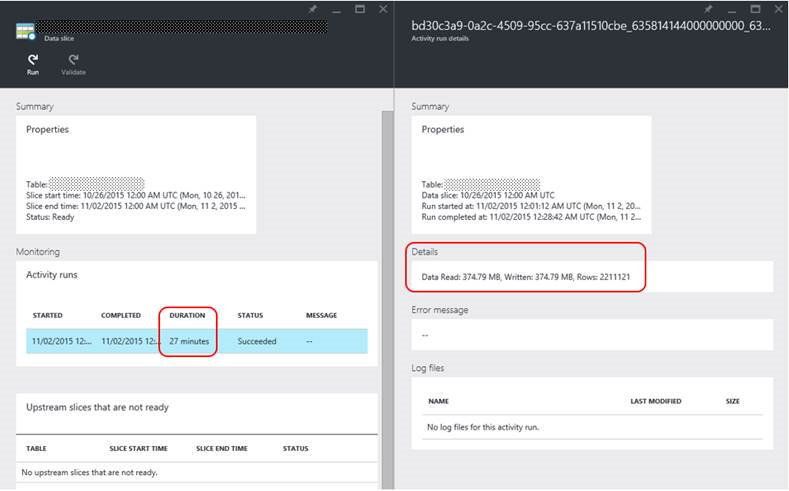 Data slice
Run
Validate
Summary
Properties
Table:
Slice start time: 10/26/2015 12:00 AM UTC (Mon, 10 26, 201...
Slice end time: 11/02/2015 12:00 AM UTC (Mon, 11 2, 2015 ...
Status: Ready
Monitoring
Activity runs
STARTED COMPLETED DURATION STATUS MESSAGE
11/02/2015 12:... 11/02/2015 12:... 27 minutes Succeeded --
Upstream slices that are not ready
TABLE SLICE START TIME SLICE END TIME STATUS
No upstream slices that are not ready.
bd30c3a9-0a2c-4509-95cc-637a11510cbe_635814144000000000_63...
Activity run details
Summary
Properties
Table:
Data slice: 10/26/2015 12:00 AM UTC
Run started at: 11/02/2015 12:01:12 AM UTC (Mon, 11 2, 20...
Run completed at: 11/02/2015 12:28:42 AM UTC (Mon, 11 2...
Details
Data Read: 374.79 MB, Written: 374.79 MB, Rows: 2211121
Error message
--
Log files
NAME LAST MODIFIED SIZE
No log files for this activity run.